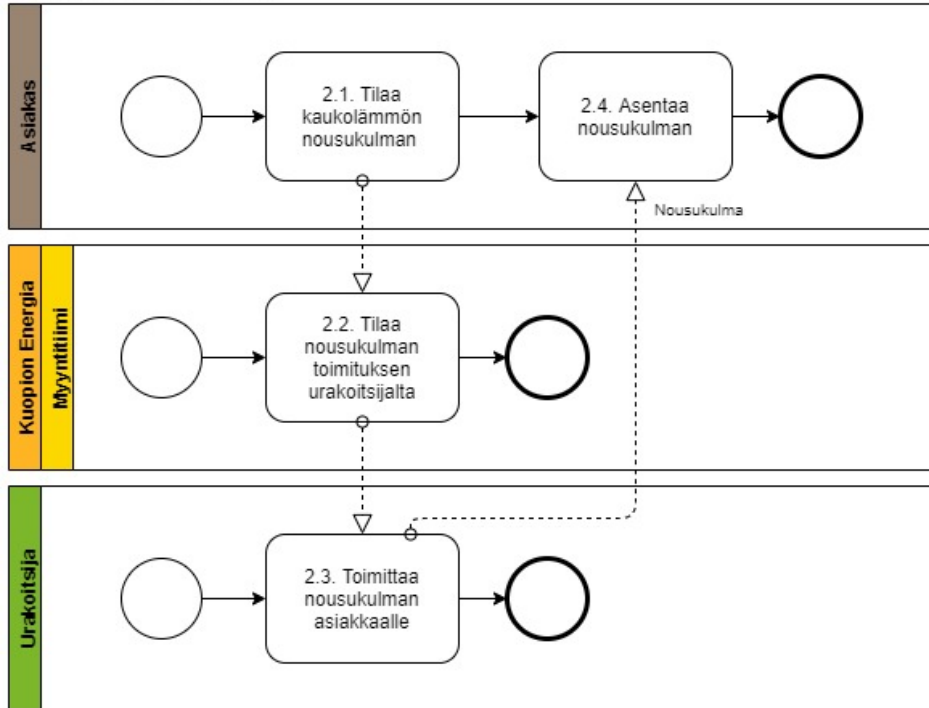 Asiakas
2.1. Tilaa
kaukolämmön
nousukulman
2.4. Asentaa
nousukulman
Nousukulma
Kuopion Energia
Myyntitiimi
2.2. Tilaa
nousukulman
toimituksen
urakoitsijalta
Urakoitsija
2.3. Toimittaa
nousukulman
asiakkaalle